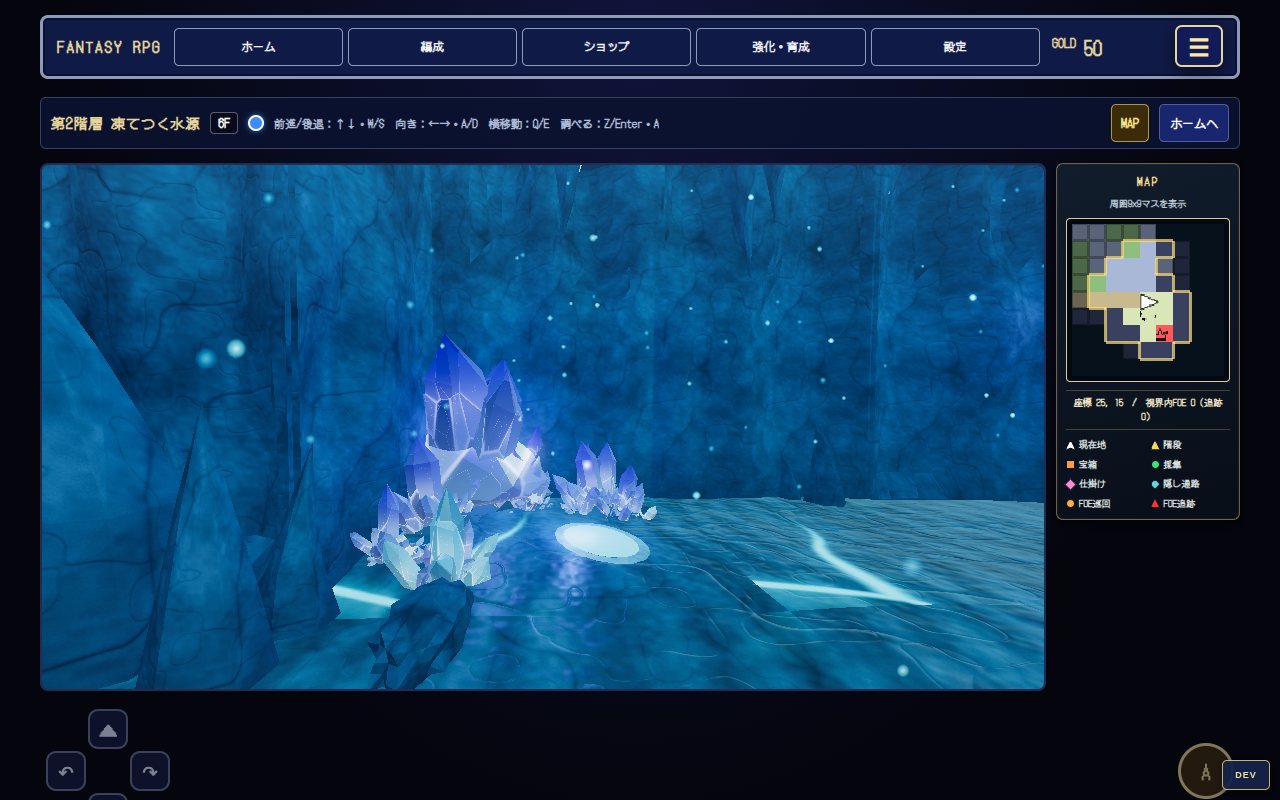 FANTASY RPG
ホーム
編成
ショップ
強化・育成
設定
GOLD 50
第2階層 凍てつく水源
6F
前進/後退：↑↓・W/S 向き：←→・A/D 横移動：Q/E 調べる：Z/Enter・A
MAP
ホームへ
MAP
周囲9x9マスを表示
座標 25, 15 / 視界内FOE 0（追跡
0）
現在地
階段
宝箱
採集
仕掛け
隠し通路
FOE巡回
FOE追跡
A
DEV